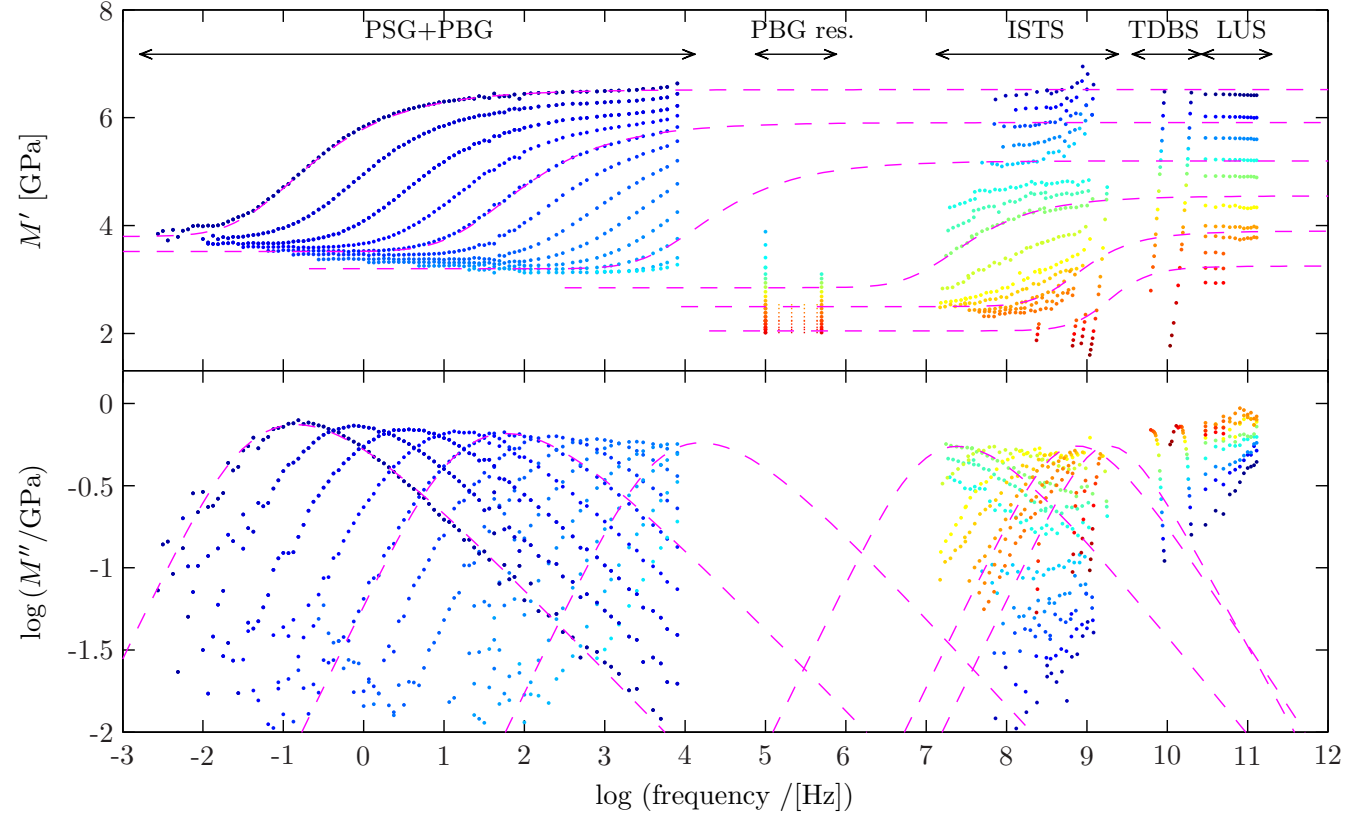 PSG+PBG PBG res. ISTS TDBS LUS
8
6
4
2
M′ [GPa]
0
-0.5
-1
-1.5
-2
log (M″/GPa)
-3 -2 -1 0 1 2 3 4 5 6 7 8 9 10 11 12
log (frequency /[Hz])